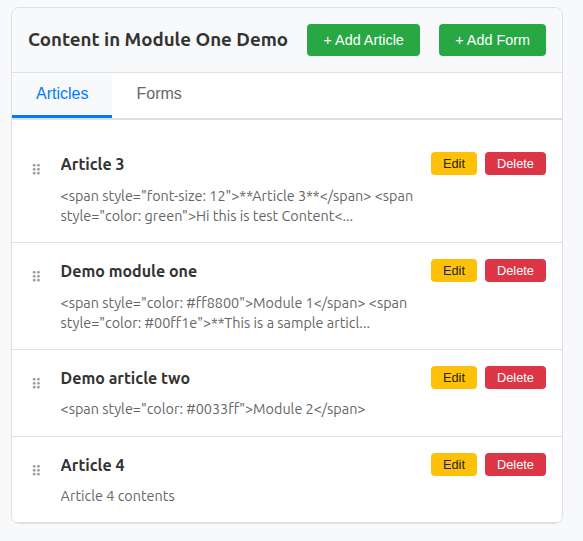 Content in Module One Demo
+ Add Article
+ Add Form
Articles
Forms
Article 3
Edit
Delete
<span style="font-size: 12">**Article 3**</span> <span
style="color: green">Hi this is test Content<...
Demo module one
Edit
Delete
<span style="color: #ff8800">Module 1</span> <span
style="color: #00ff1e">**This is a sample articl...
Demo article two
Edit
Delete
<span style="color: #0033ff">Module 2</span>
Article 4
Edit
Delete
Article 4 contents